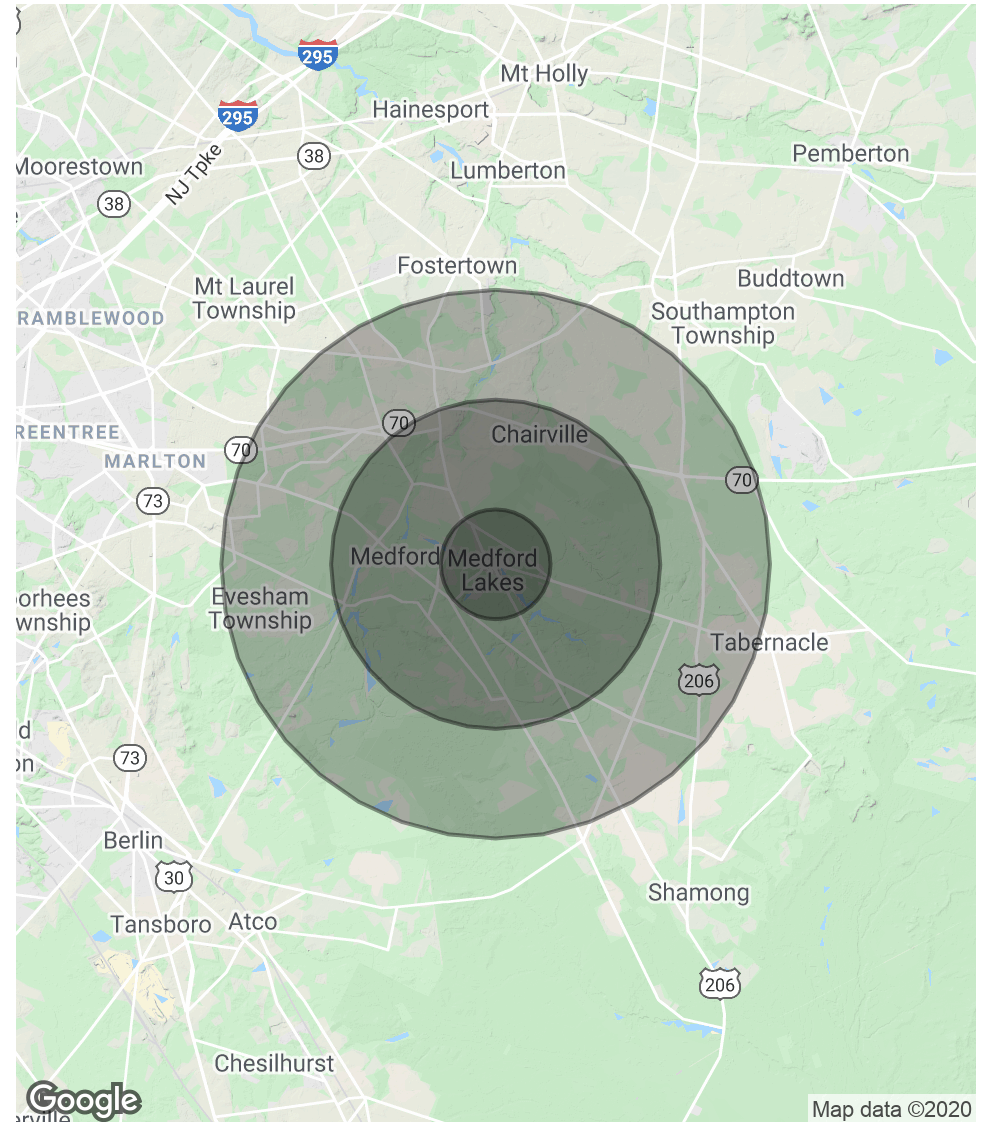 295
Mt Holly
295
Hainesport
38
NJ Tpke
Moorestown
Lumberton
Pemberton
38
Fostertown
Buddtown
Mt Laurel
Township
RAMBLEWOOD
Southampton
Township
70
Chairville
REENTREE
70
MARLTON
70
73
Medford
Medford
Lakes
orhees
wnship
Evesham
Township
Tabernacle
206
d
on
73
Berlin
30
Shamong
Tansboro
Atco
206
Chesilhurst
Google
erville
Map data ©2020